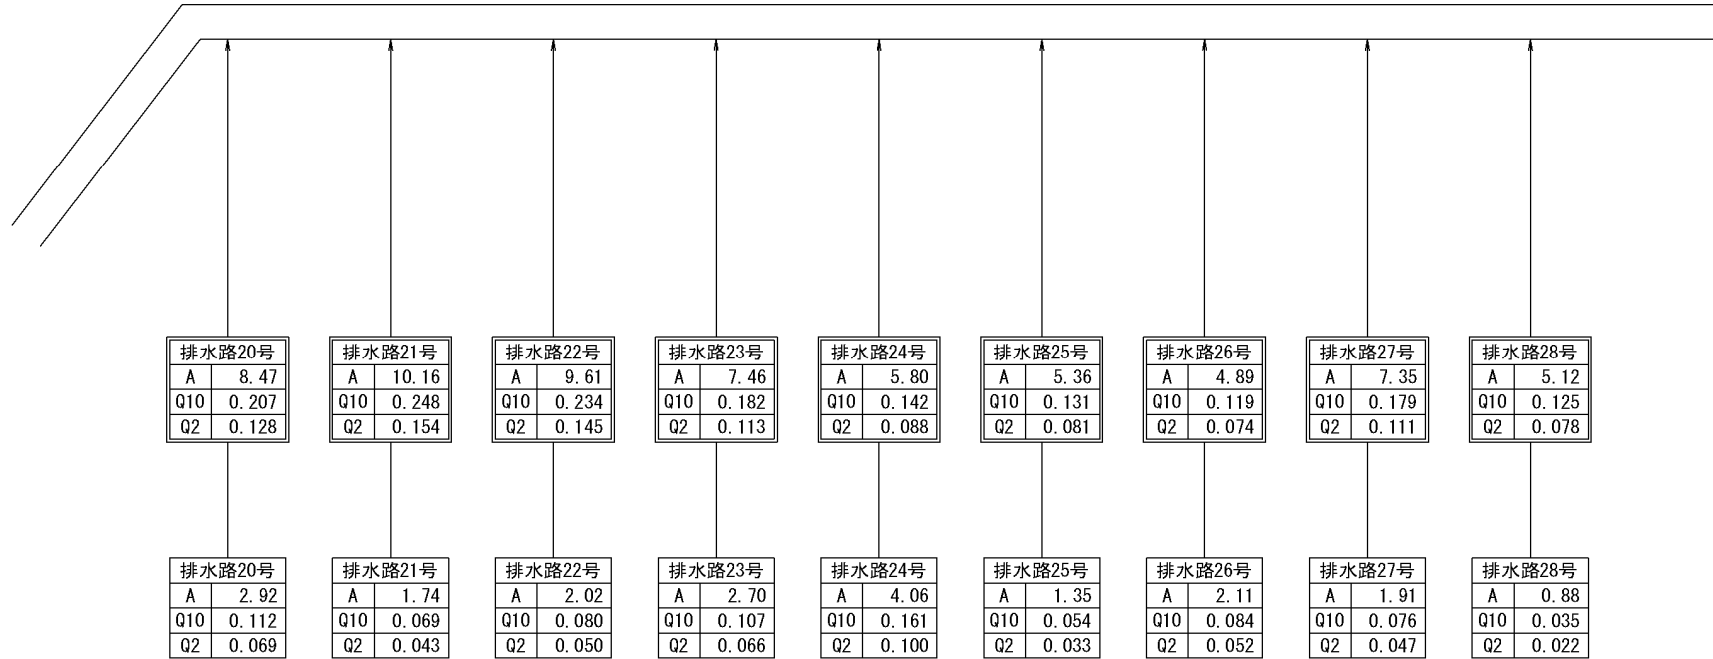 排水路20号 排水路21号 排水路22号 排水路23号 排水路24号 排水路25号 排水路26号 排水路27号 排水路28号
A 8.47 A 10.16 A 9.61 A 7.46 A 5.80 A 5.36 A 4.89 A 7.35 A 5.12
Q10 0.207 Q10 0.248 Q10 0.234 Q10 0.182 Q10 0.142 Q10 0.131 Q10 0.119 Q10 0.179 Q10 0.125
Q2 0.128 Q2 0.154 Q2 0.145 Q2 0.113 Q2 0.088 Q2 0.081 Q2 0.074 Q2 0.111 Q2 0.078
排水路20号 排水路21号 排水路22号 排水路23号 排水路24号 排水路25号 排水路26号 排水路27号 排水路28号
A 2.92 A 1.74 A 2.02 A 2.70 A 4.06 A 1.35 A 2.11 A 1.91 A 0.88
Q10 0.112 Q10 0.069 Q10 0.080 Q10 0.107 Q10 0.161 Q10 0.054 Q10 0.084 Q10 0.076 Q10 0.035
Q2 0.069 Q2 0.043 Q2 0.050 Q2 0.066 Q2 0.100 Q2 0.033 Q2 0.052 Q2 0.047 Q2 0.022